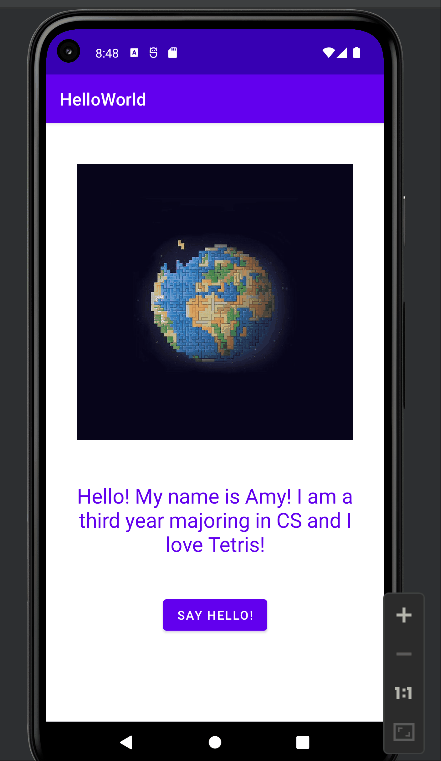 8:48
HelloWorld
Hello! My name is Amy! I am a
third year majoring in CS and I
love Tetris!
SAY HELLO!
1:1